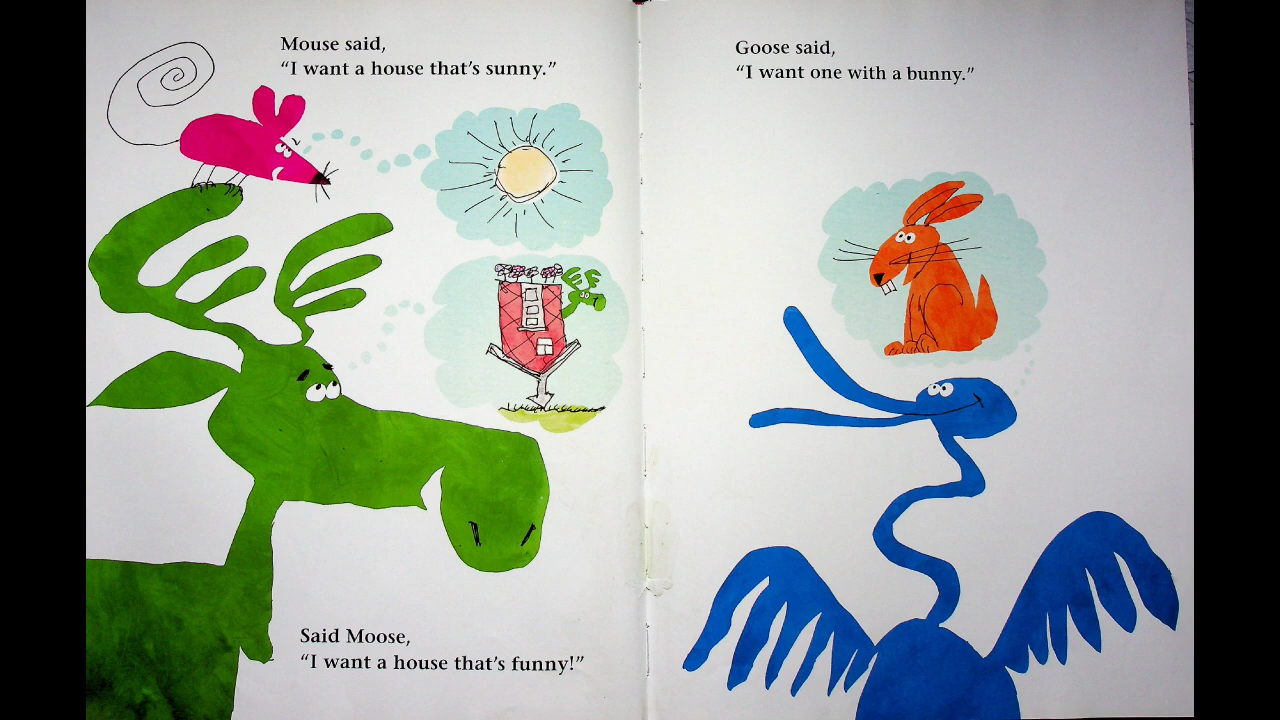 Mouse said,
“I want a house that’s sunny.”
Said Moose,
“I want a house that’s funny!”
Goose said,
“I want one with a bunny.”